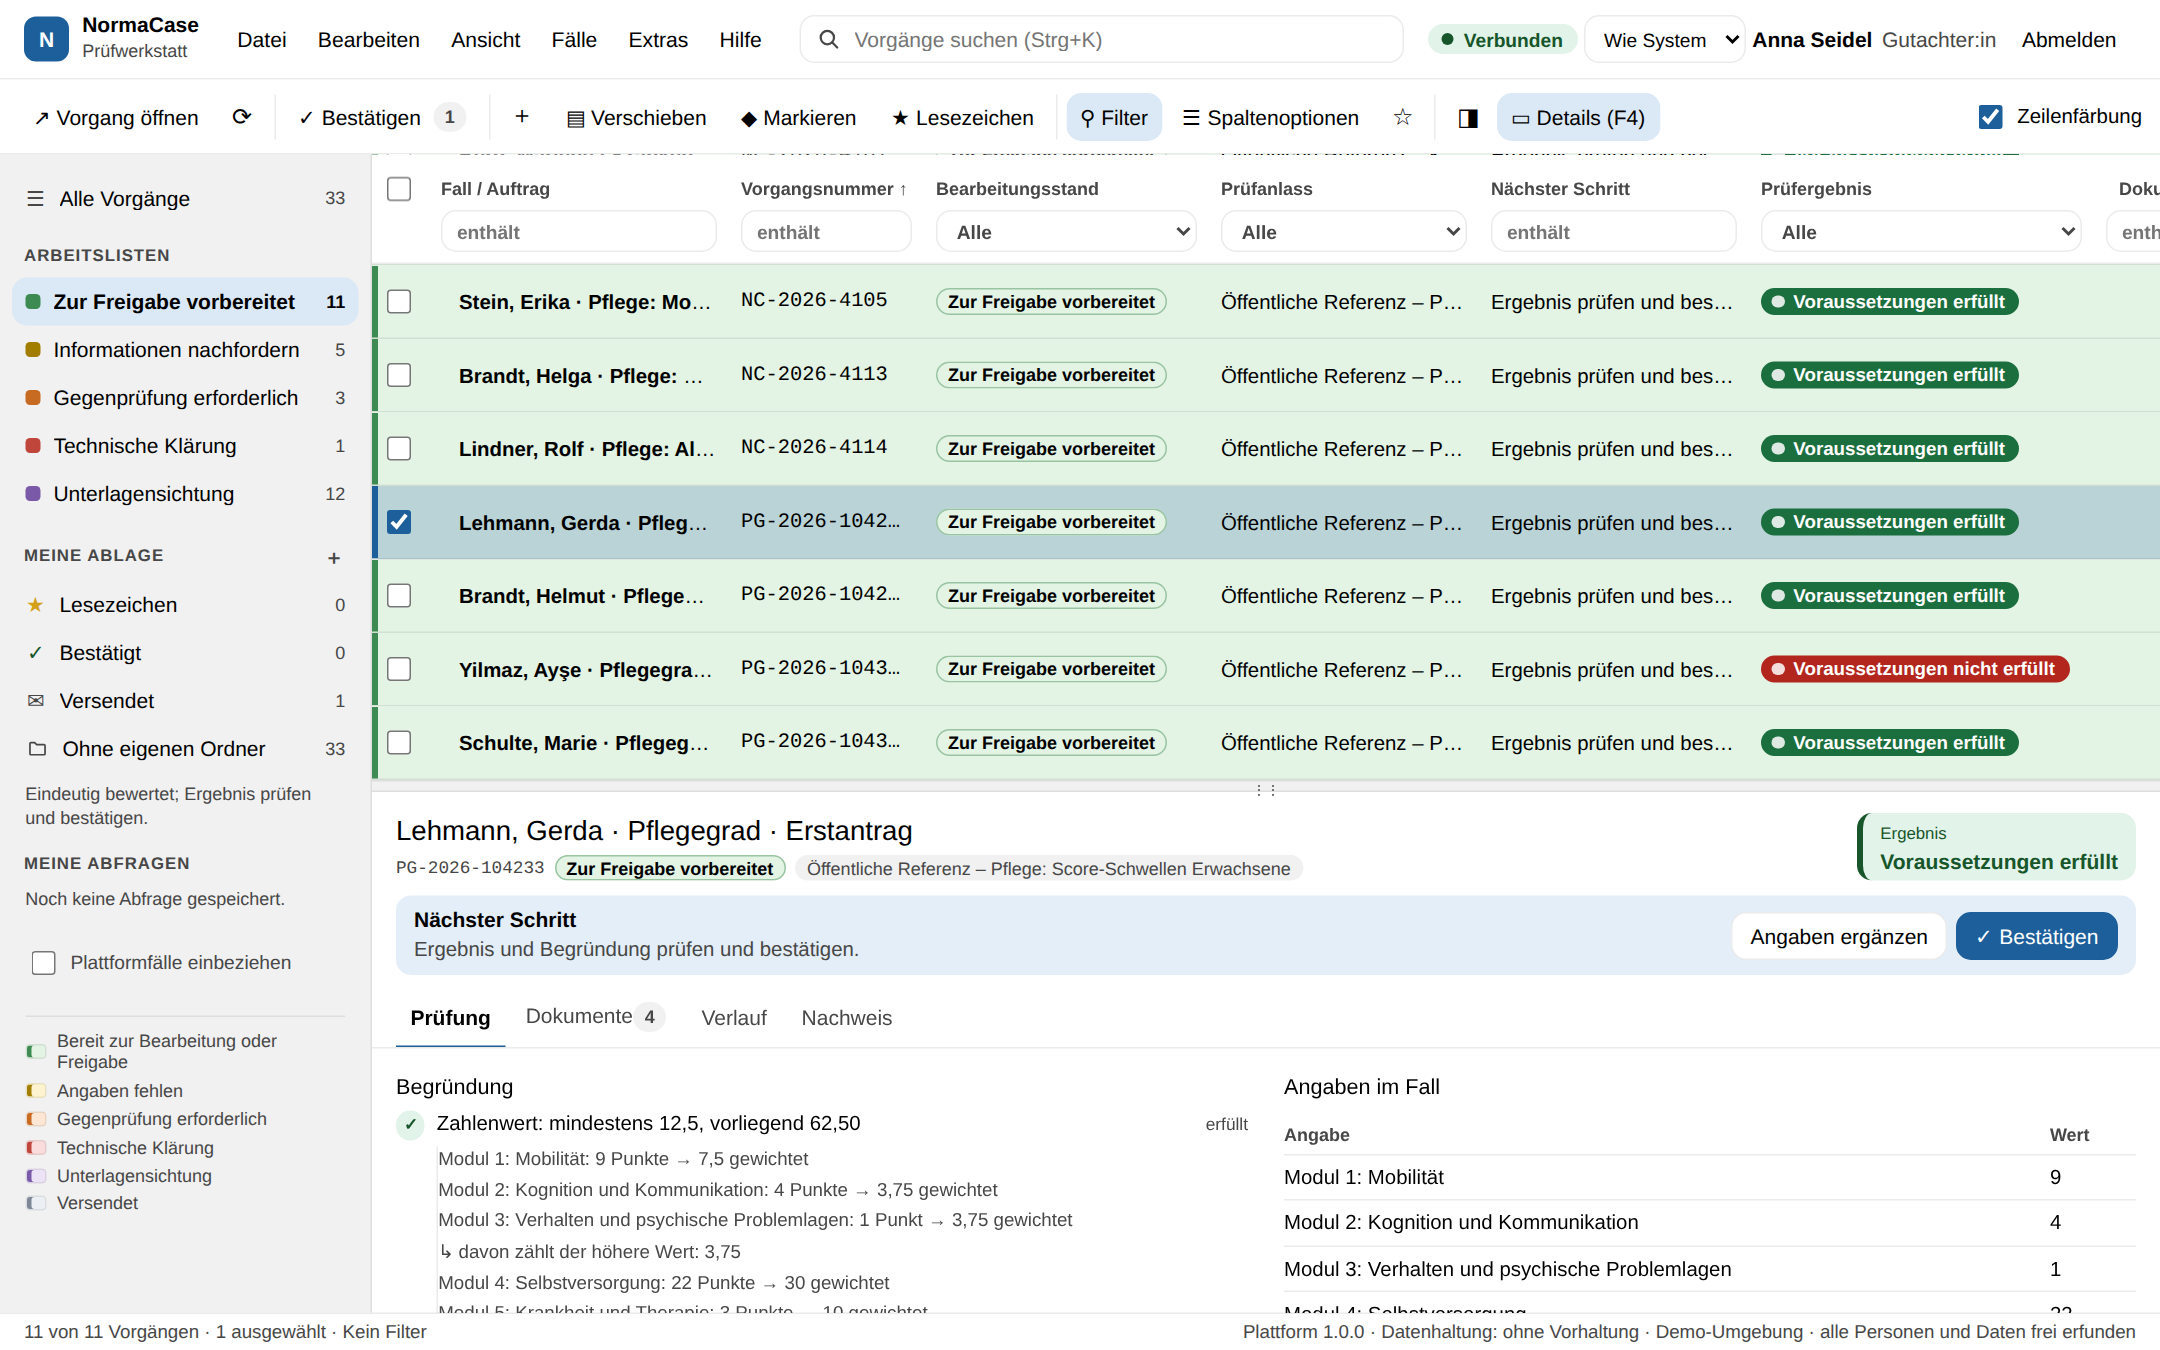 N NormaCase
Prüfwerkstatt
Datei Bearbeiten Ansicht Fälle Extras Hilfe
Vorgänge suchen (Strg+K)
Verbunden
Wie System
Anna Seidel Gutachter:in Abmelden
↗ Vorgang öffnen ⟳ ✓ Bestätigen 1 + ▤ Verschieben ◆ Markieren ★ Lesezeichen ⚲ Filter ☰ Spaltenoptionen ☆ ◨ ▭ Details (F4) Zeilenfärbung
☰ Alle Vorgänge 33
ARBEITSLISTEN
Zur Freigabe vorbereitet 11
Informationen nachfordern 5
Gegenprüfung erforderlich 3
Technische Klärung 1
Unterlagensichtung 12
MEINE ABLAGE +
★ Lesezeichen 0
✓ Bestätigt 0
✉ Versendet 1
Ohne eigenen Ordner 33
Eindeutig bewertet; Ergebnis prüfen
und bestätigen.
MEINE ABFRAGEN
Noch keine Abfrage gespeichert.
Plattformfälle einbeziehen
Bereit zur Bearbeitung oder
Freigabe
Angaben fehlen
Gegenprüfung erforderlich
Technische Klärung
Unterlagensichtung
Versendet
Fall / Auftrag Vorgangsnummer ↑ Bearbeitungsstand Prüfanlass Nächster Schritt Prüfergebnis Doku
enthält enthält Alle Alle enthält Alle enth
Stein, Erika · Pflege: Mo… NC-2026-4105 Zur Freigabe vorbereitet Öffentliche Referenz – P… Ergebnis prüfen und bes… Voraussetzungen erfüllt
Brandt, Helga · Pflege: … NC-2026-4113 Zur Freigabe vorbereitet Öffentliche Referenz – P… Ergebnis prüfen und bes… Voraussetzungen erfüllt
Lindner, Rolf · Pflege: Al… NC-2026-4114 Zur Freigabe vorbereitet Öffentliche Referenz – P… Ergebnis prüfen und bes… Voraussetzungen erfüllt
Lehmann, Gerda · Pfleg… PG-2026-1042… Zur Freigabe vorbereitet Öffentliche Referenz – P… Ergebnis prüfen und bes… Voraussetzungen erfüllt
Brandt, Helmut · Pflege… PG-2026-1042… Zur Freigabe vorbereitet Öffentliche Referenz – P… Ergebnis prüfen und bes… Voraussetzungen erfüllt
Yilmaz, Ayşe · Pflegegra… PG-2026-1043… Zur Freigabe vorbereitet Öffentliche Referenz – P… Ergebnis prüfen und bes… Voraussetzungen nicht erfüllt
Schulte, Marie · Pflegeg… PG-2026-1043… Zur Freigabe vorbereitet Öffentliche Referenz – P… Ergebnis prüfen und bes… Voraussetzungen erfüllt
Lehmann, Gerda · Pflegegrad · Erstantrag
PG-2026-104233 Zur Freigabe vorbereitet Öffentliche Referenz – Pflege: Score-Schwellen Erwachsene
Ergebnis
Voraussetzungen erfüllt
Nächster Schritt
Ergebnis und Begründung prüfen und bestätigen.
Angaben ergänzen ✓ Bestätigen
Prüfung Dokumente 4 Verlauf Nachweis
Begründung
✓ Zahlenwert: mindestens 12,5, vorliegend 62,50 erfüllt
Modul 1: Mobilität: 9 Punkte → 7,5 gewichtet
Modul 2: Kognition und Kommunikation: 4 Punkte → 3,75 gewichtet
Modul 3: Verhalten und psychische Problemlagen: 1 Punkt → 3,75 gewichtet
↳ davon zählt der höhere Wert: 3,75
Modul 4: Selbstversorgung: 22 Punkte → 30 gewichtet
Modul 5: Krankheit und Therapie: 3 Punkte → 10 gewichtet
Angaben im Fall
Angabe Wert
Modul 1: Mobilität 9
Modul 2: Kognition und Kommunikation 4
Modul 3: Verhalten und psychische Problemlagen 1
Modul 4: Selbstversorgung 22
11 von 11 Vorgängen · 1 ausgewählt · Kein Filter
Plattform 1.0.0 · Datenhaltung: ohne Vorhaltung · Demo-Umgebung · alle Personen und Daten frei erfunden